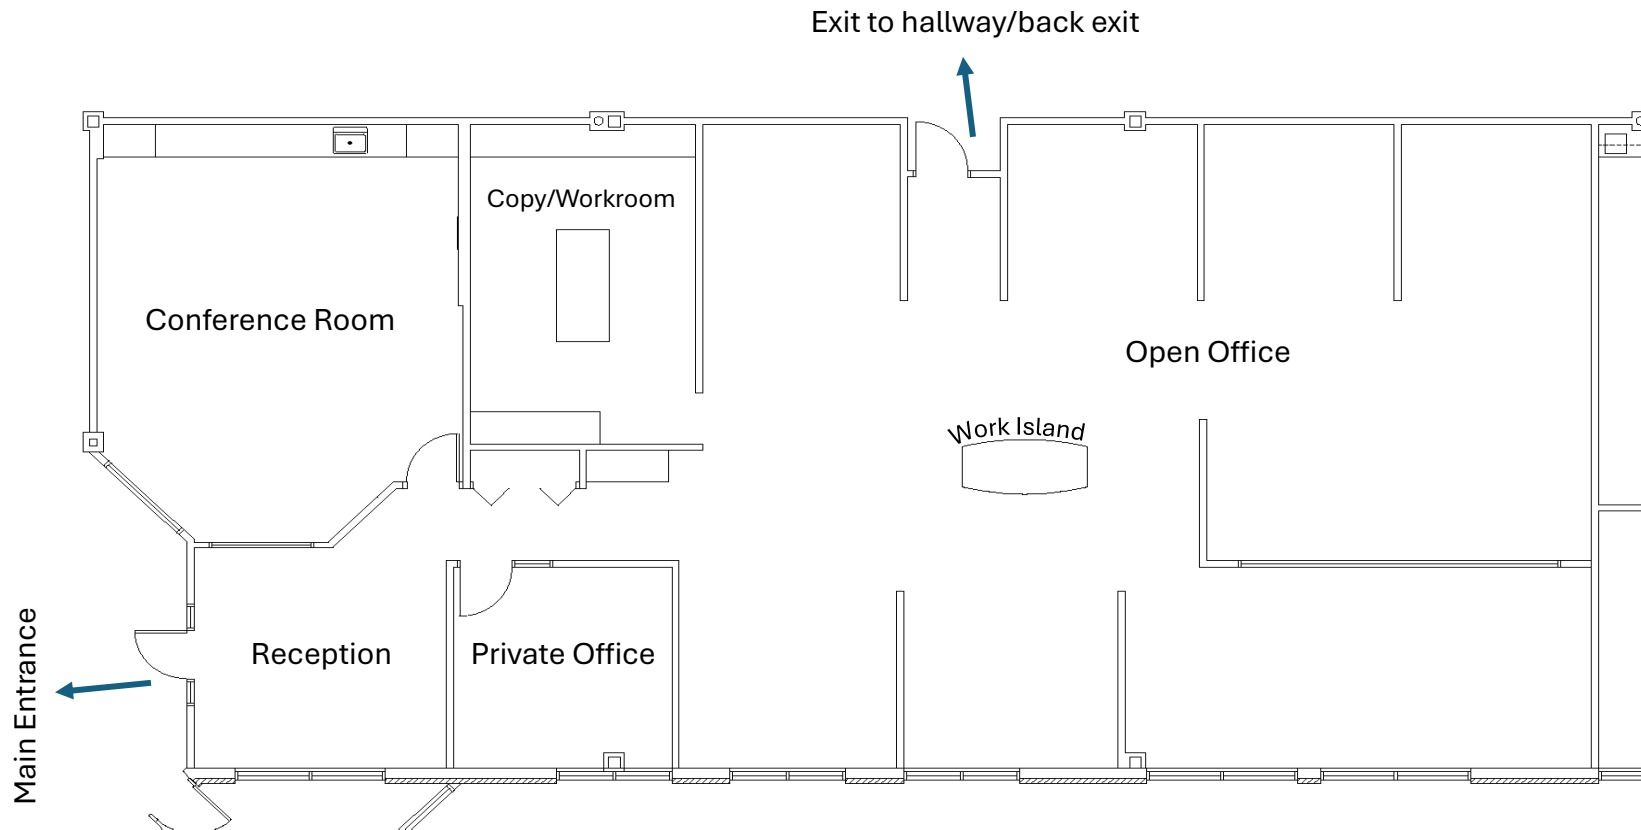 Exit to hallway/back exit
Copy/Workroom
Conference Room
Open Office
Work Island
Reception
Private Office
Main Entrance